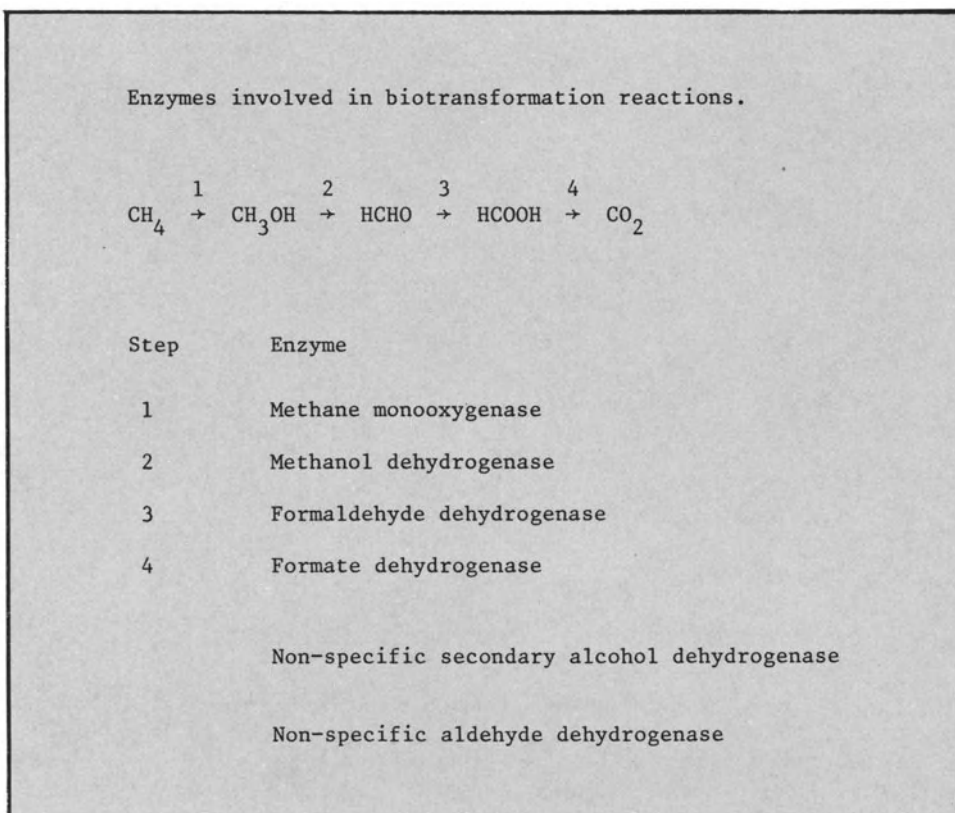 Enzymes involved in biotransformation reactions.
1 2 3 4
CH4 → CH3OH → HCHO → HCOOH → CO2
Step Enzyme
1 Methane monooxygenase
2 Methanol dehydrogenase
3 Formaldehyde dehydrogenase
4 Formate dehydrogenase
Non-specific secondary alcohol dehydrogenase
Non-specific aldehyde dehydrogenase